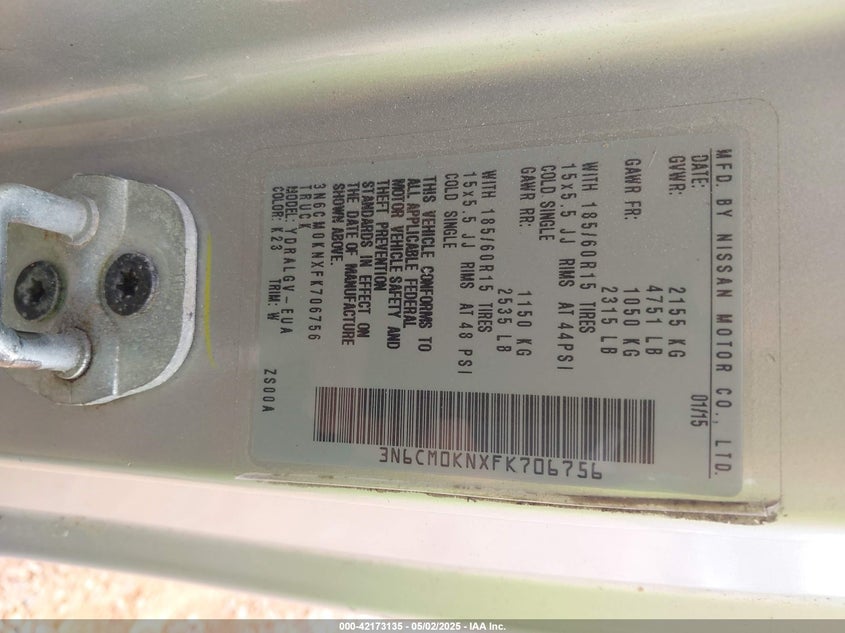 MFD. BY NISSAN MOTOR CO., LTD.
DATE: 01/15
GVWR: 2155 KG
4751 LB
GAWR FR: 1050 KG
2315 LB
WITH 185/60R15 TIRES
15x5.5 JJ RIMS AT 44PSI
COLD SINGLE
GAWR RR: 1150 KG
2535 LB
WITH 185/60R15 TIRES
15x5.5 JJ RIMS AT 48 PSI
COLD SINGLE
THIS VEHICLE CONFORMS TO
ALL APPLICABLE FEDERAL
MOTOR VEHICLE SAFETY AND
THEFT PREVENTION
STANDARDS IN EFFECT ON
THE DATE OF MANUFACTURE
SHOWN ABOVE.
3N6CM0KNXFK706756
TRUCK
MODEL: YDRALGV-EUA
COLOR: K23 TRIM: W
ZS00A
3N6CM0KNXFK706756
000-42173135 - 05/02/2025 - IAA Inc.